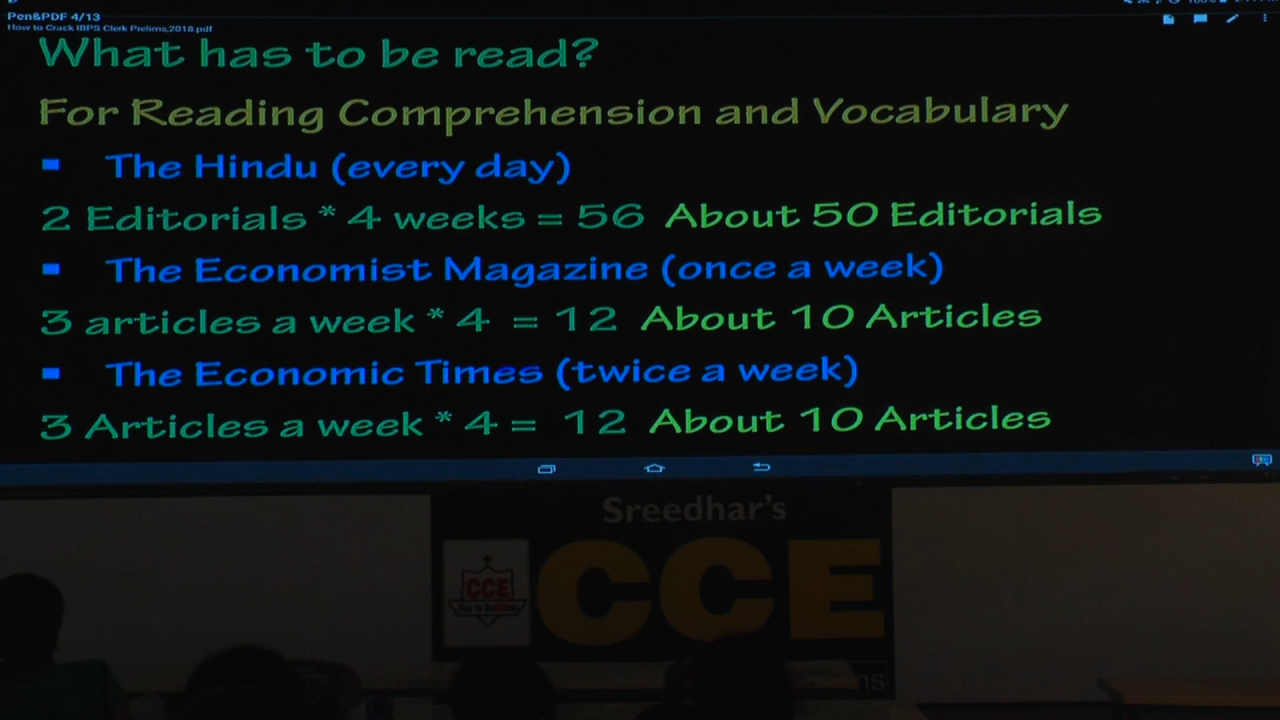 Pen&PDF 4/13
How to Crack IBPS Clerk Prelims,2018.pdf
What has to be read?
For Reading Comprehension and Vocabulary
The Hindu (every day)
2 Editorials * 4 weeks = 56 About 50 Editorials
The Economist Magazine (once a week)
3 articles a week * 4 = 12 About 10 Articles
The Economic Times (twice a week)
3 Articles a week * 4 = 12 About 10 Articles
Sreedhar's
CCE
CCE